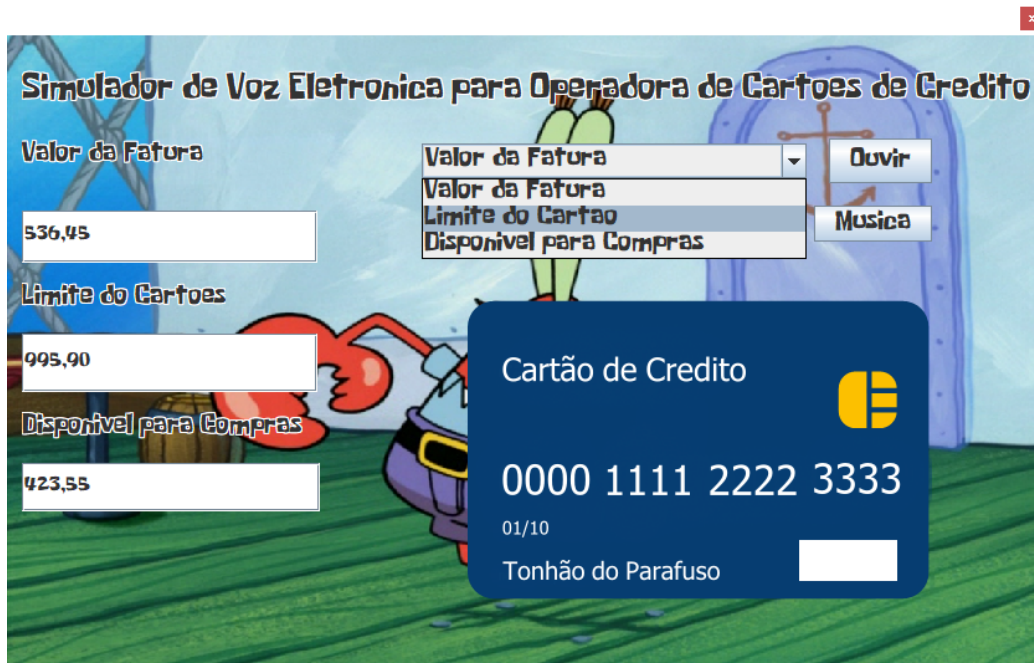 Simulador de Voz Eletronica para Operadora de Cartoes de Credito
Valor da Fatura
536,45
Limite do Cartoes
995,90
Disponivel para Compras
423,55
Valor da Fatura
Valor da Fatura
Limite do Cartao
Disponivel para Compras
Ouvir
Musica
Cartão de Credito
0000 1111 2222 3333
01/10
Tonhão do Parafuso